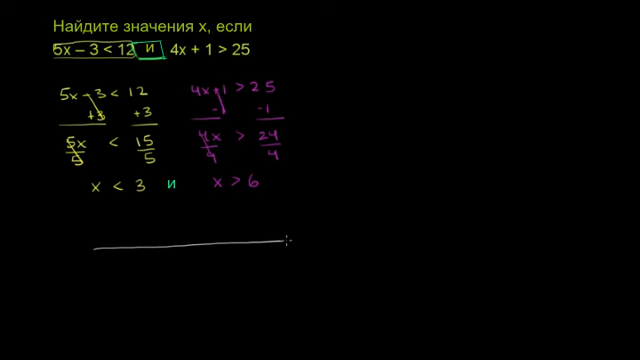 Найдите значения x, если
5x – 3 < 12 и 4x + 1 > 25
5x - 3 < 12 4x + 1 > 25
+3 +3 -1 -1
5x/5 < 15/5 4x/4 > 24/4
x < 3 и x > 6